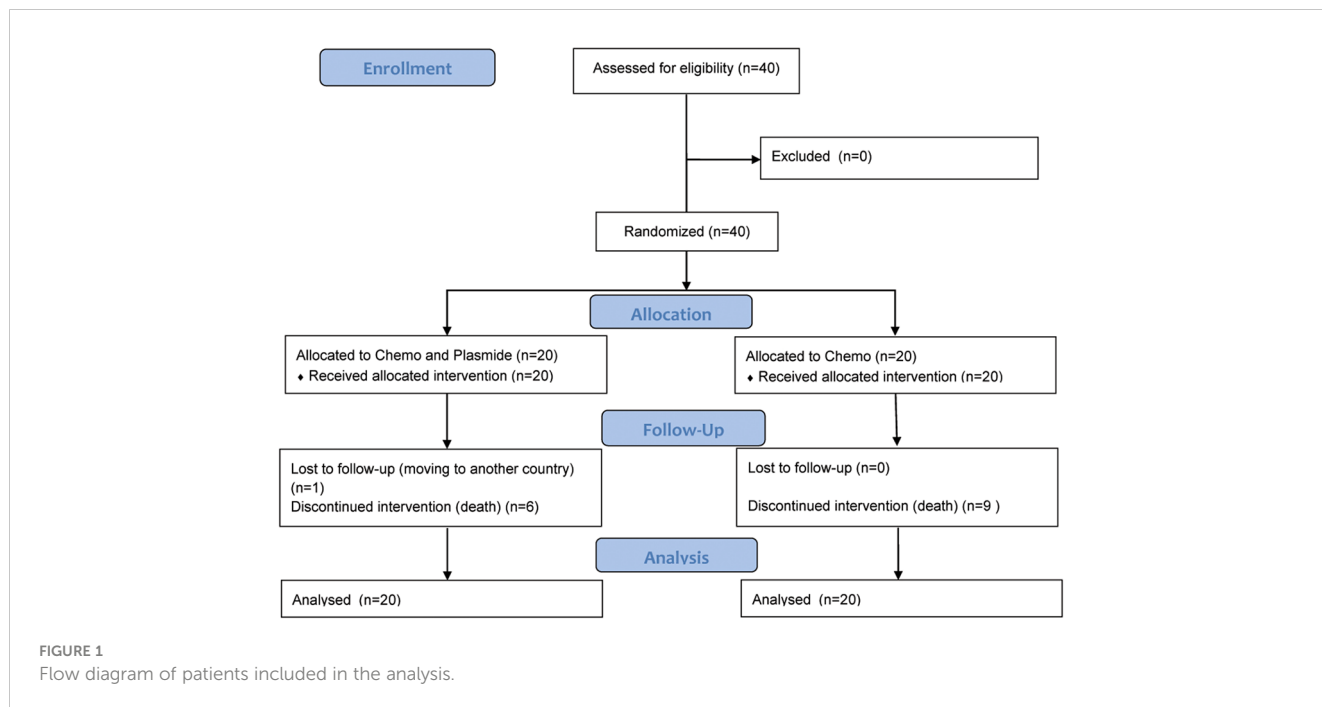 Enrollment
Assessed for eligibility (n=40)
Excluded (n=0)
Randomized (n=40)
Allocation
Allocated to Chemo and Plasmide (n=20)
♦ Received allocated intervention (n=20)
Allocated to Chemo (n=20)
♦ Received allocated intervention (n=20)
Follow-Up
Lost to follow-up (moving to another country)
(n=1)
Discontinued intervention (death) (n=6)
Lost to follow-up (n=0)
Discontinued intervention (death) (n=9 )
Analysis
Analysed (n=20)
Analysed (n=20)
FIGURE 1
Flow diagram of patients included in the analysis.